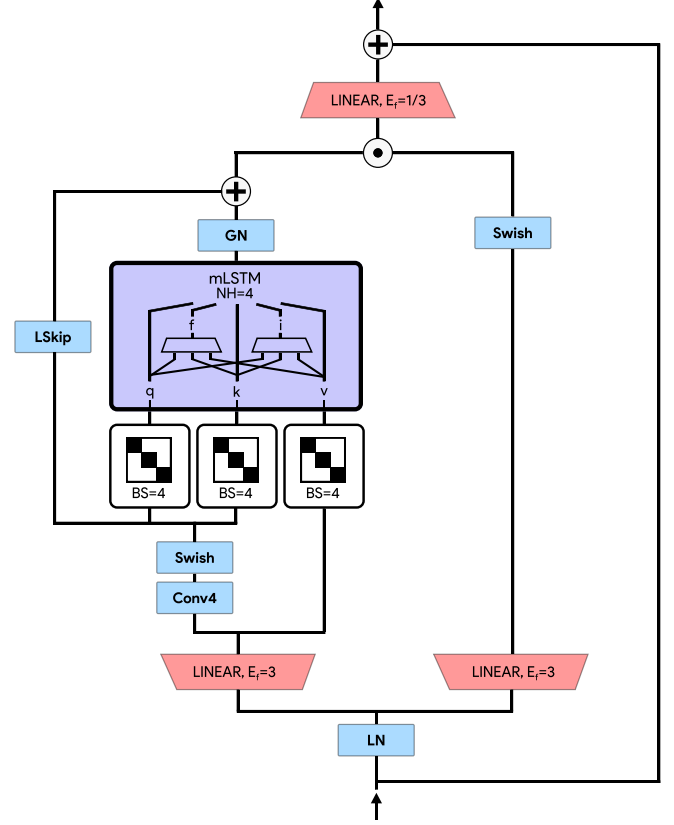 LINEAR, Ef=1/3
GN
Swish
mLSTM
NH=4
f
i
LSkip
q
k
v
BS=4
BS=4
BS=4
Swish
Conv4
LINEAR, Ef=3
LINEAR, Ef=3
LN